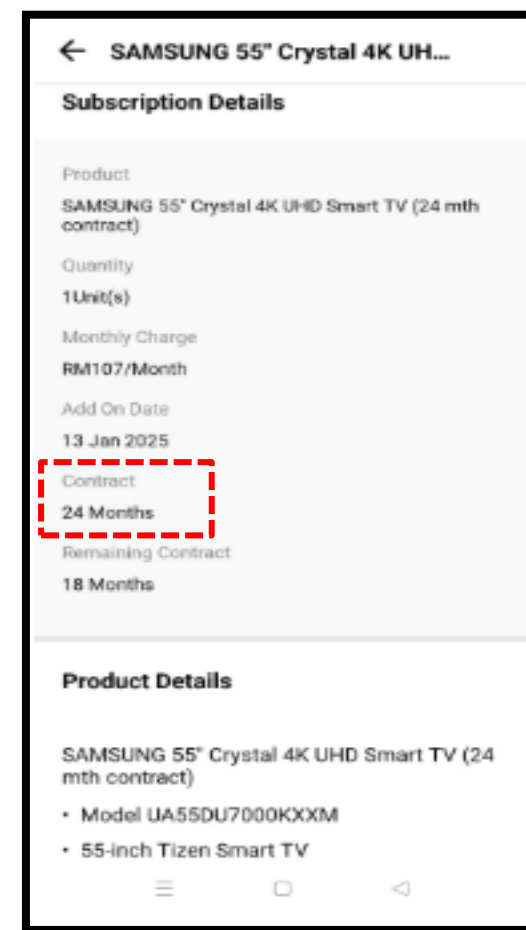 ← SAMSUNG 55" Crystal 4K UH...
Subscription Details
Product
SAMSUNG 55" Crystal 4K UHD Smart TV (24 mth
contract)
Quantity
1Unit(s)
Monthly Charge
RM107/Month
Add On Date
13 Jan 2025
Contract
24 Months
Remaining Contract
18 Months
Product Details
SAMSUNG 55" Crystal 4K UHD Smart TV (24
mth contract)
• Model UA55DU7000KXXM
• 55-inch Tizen Smart TV